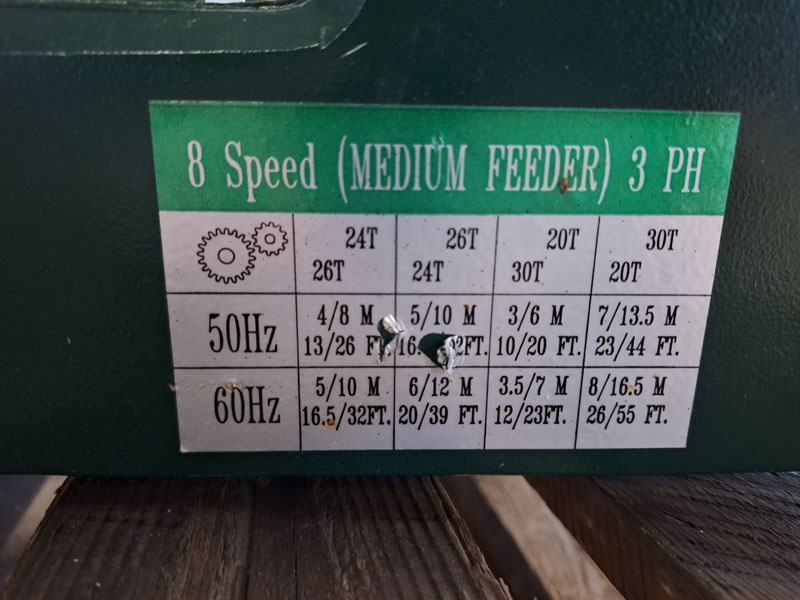 8 Speed (MEDIUM FEEDER) 3 PH
24T 26T 20T 30T
26T 24T 30T 20T
50Hz
4/8 M 5/10 M 3/6 M 7/13.5 M
13/26 10/20 FT. 23/44 FT.
60Hz
5/10 M 6/12 M 3.5/7 M 8/16.5 M
16.5/32FT. 20/39 FT. 12/23FT. 26/55 FT.